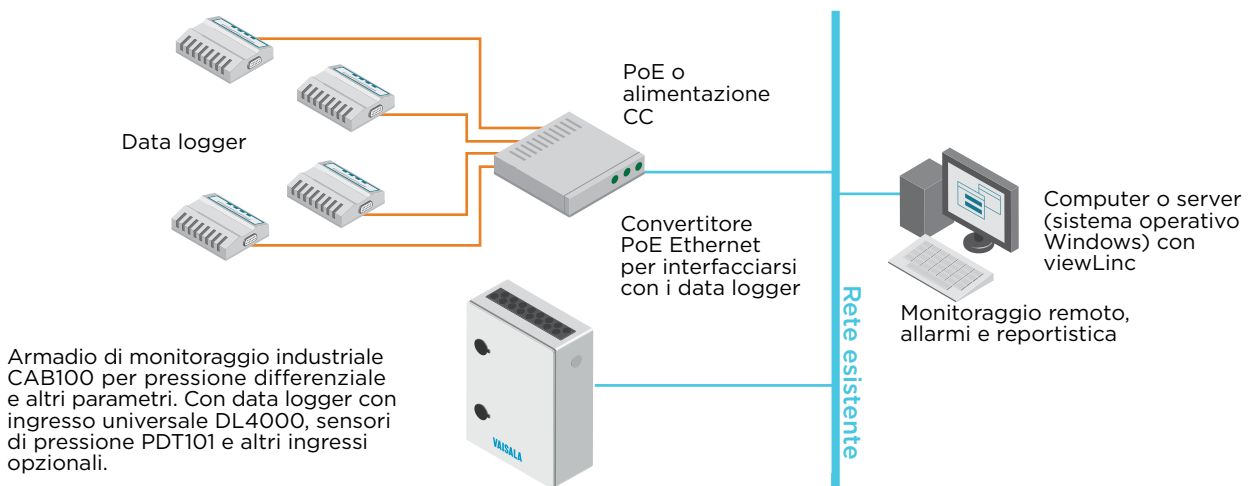 Data logger
PoE o
alimentazione
CC
Convertitore
PoE Ethernet
per interfacciarsi
con i data logger
Armadio di monitoraggio industriale
CAB100 per pressione differenziale
e altri parametri. Con data logger con
ingresso universale DL4000, sensori
di pressione PDT101 e altri ingressi
opzionali.
VAISALA
Rete esistente
Computer o server
(sistema operativo
Windows) con
viewLinc
Monitoraggio remoto,
allarmi e reportistica